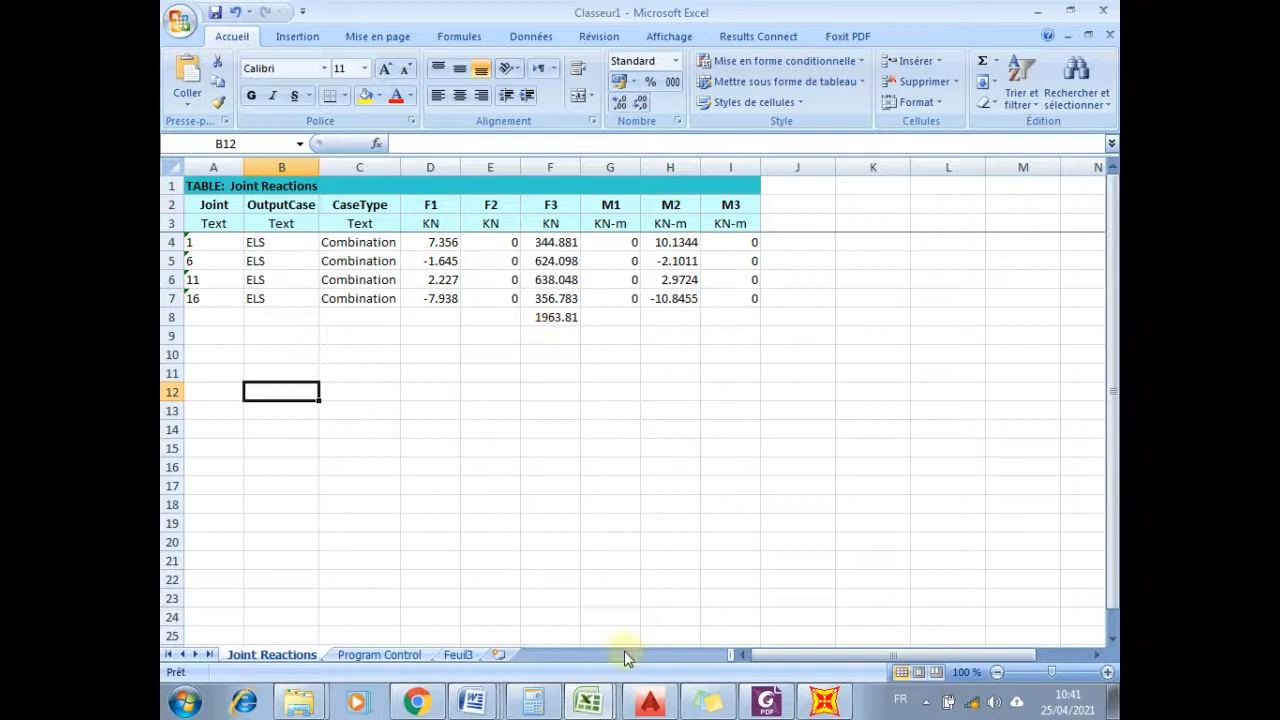 Classeur1 - Microsoft Excel
Accueil Insertion Mise en page Formules Données Révision Affichage Results Connect Foxit PDF
Coller
Presse-p...
Calibri 11 A A
G I S A
Police
Alignement
Standard
% 000
Nombre
Mise en forme conditionnelle
Mettre sous forme de tableau
Styles de cellules
Style
Insérer
Supprimer
Format
Cellules
Σ
Trier et filtrer
Rechercher et sélectionner
Édition
B12 fx
A B C D E F G H I J K L M N
1 TABLE: Joint Reactions
2 Joint OutputCase CaseType F1 F2 F3 M1 M2 M3
3 Text Text Text KN KN KN KN-m KN-m KN-m
4 1 ELS Combination 7.356 0 344.881 0 10.1344 0
5 6 ELS Combination -1.645 0 624.098 0 -2.1011 0
6 11 ELS Combination 2.227 0 638.048 0 2.9724 0
7 16 ELS Combination -7.938 0 356.783 0 -10.8455 0
8 1963.81
9
10
11
12
13
14
15
16
17
18
19
20
21
22
23
24
25
Joint Reactions Program Control Feuil3
Prêt 100 %
W PDF FR 10:41
25/04/2021